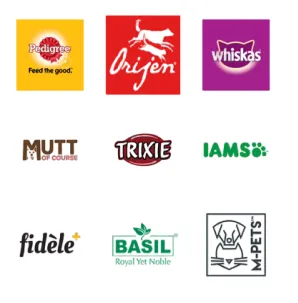 Pedigree
Feed the good.
Orijen
whiskas
MUTT
OF COURSE
TRIXIE
IAMS
fidèle+
BASIL
Royal Yet Noble
M-PETS